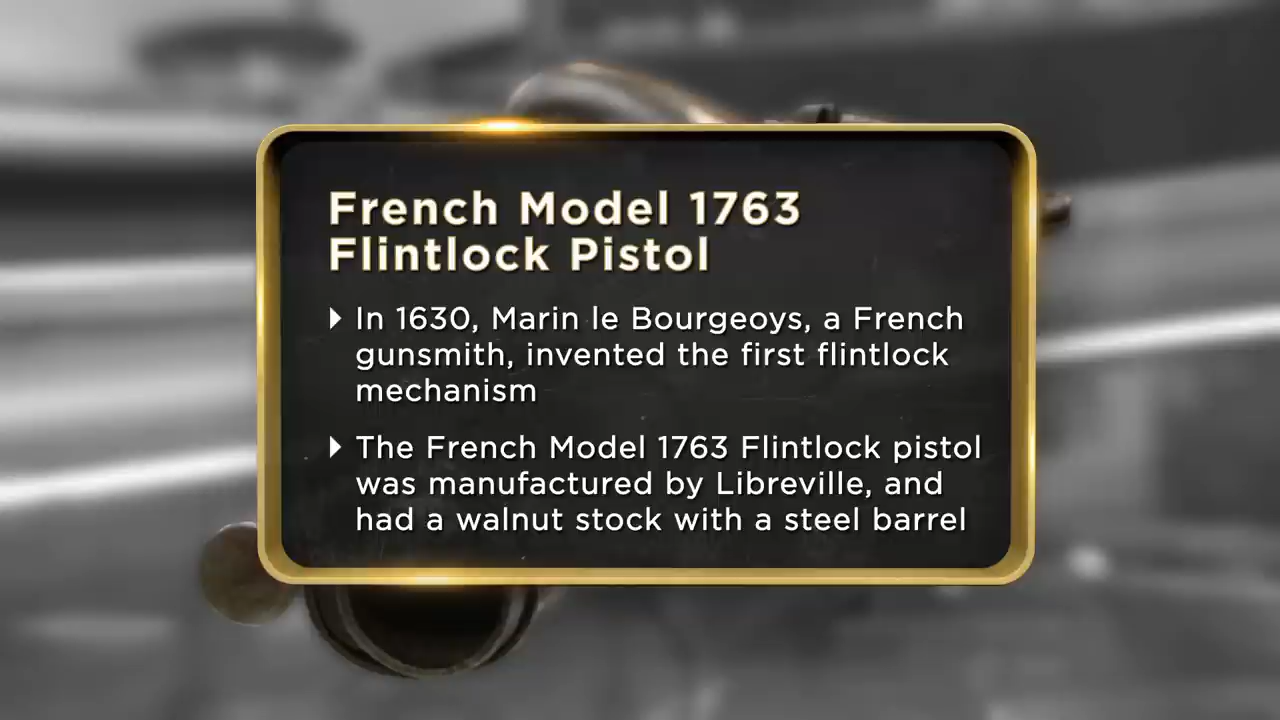 French Model 1763
Flintlock Pistol
In 1630, Marin le Bourgeoys, a French
gunsmith, invented the first flintlock
mechanism
The French Model 1763 Flintlock pistol
was manufactured by Libreville, and
had a walnut stock with a steel barrel